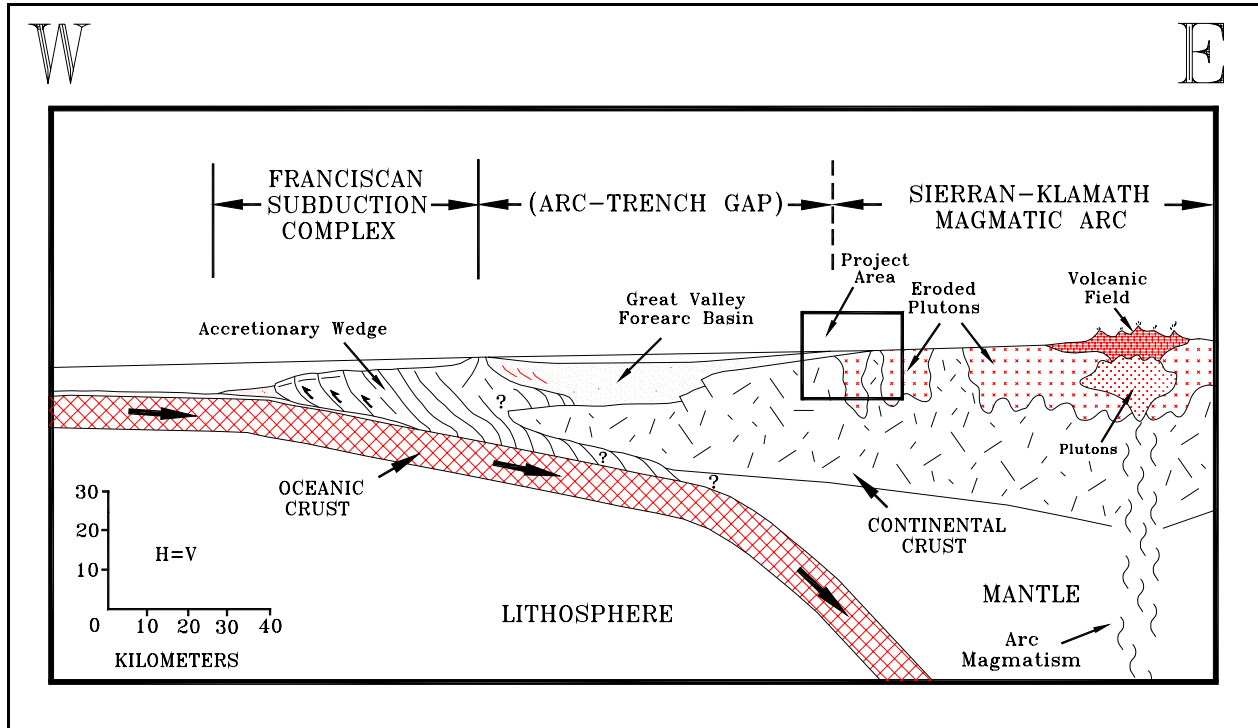 W
E
FRANCISCAN
SUBDUCTION
COMPLEX
(ARC-TRENCH GAP)
SIERRAN-KLAMATH
MAGMATIC ARC
Project
Area
Eroded
Plutons
Volcanic
Field
Great Valley
Forearc Basin
Accretionary Wedge
?
?
?
Plutons
OCEANIC
CRUST
CONTINENTAL
CRUST
30
20
10
H=V
0 10 20 30 40
KILOMETERS
LITHOSPHERE
MANTLE
Arc
Magmatism